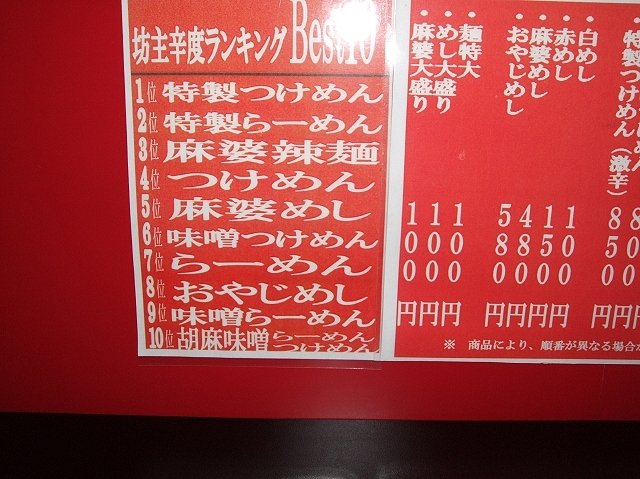 坊主辛度ランキング Best10
1位 特製つけめん
2位 特製らーめん
3位 麻婆辣麺
4位 つけめん
5位 麻婆めし
6位 味噌つけめん
7位 らーめん
8位 おやじめし
9位 味噌らーめん
10位 胡麻味噌 らーめん つけめん
特製つけめん(激辛) 850円
・白めし 100円
・赤めし 150円
・麻婆めし 480円
・おやじめし 580円
・麺特大 100円
・めし大盛り 100円
・麻婆大盛り 100円
※ 商品により、順番が異なる場合